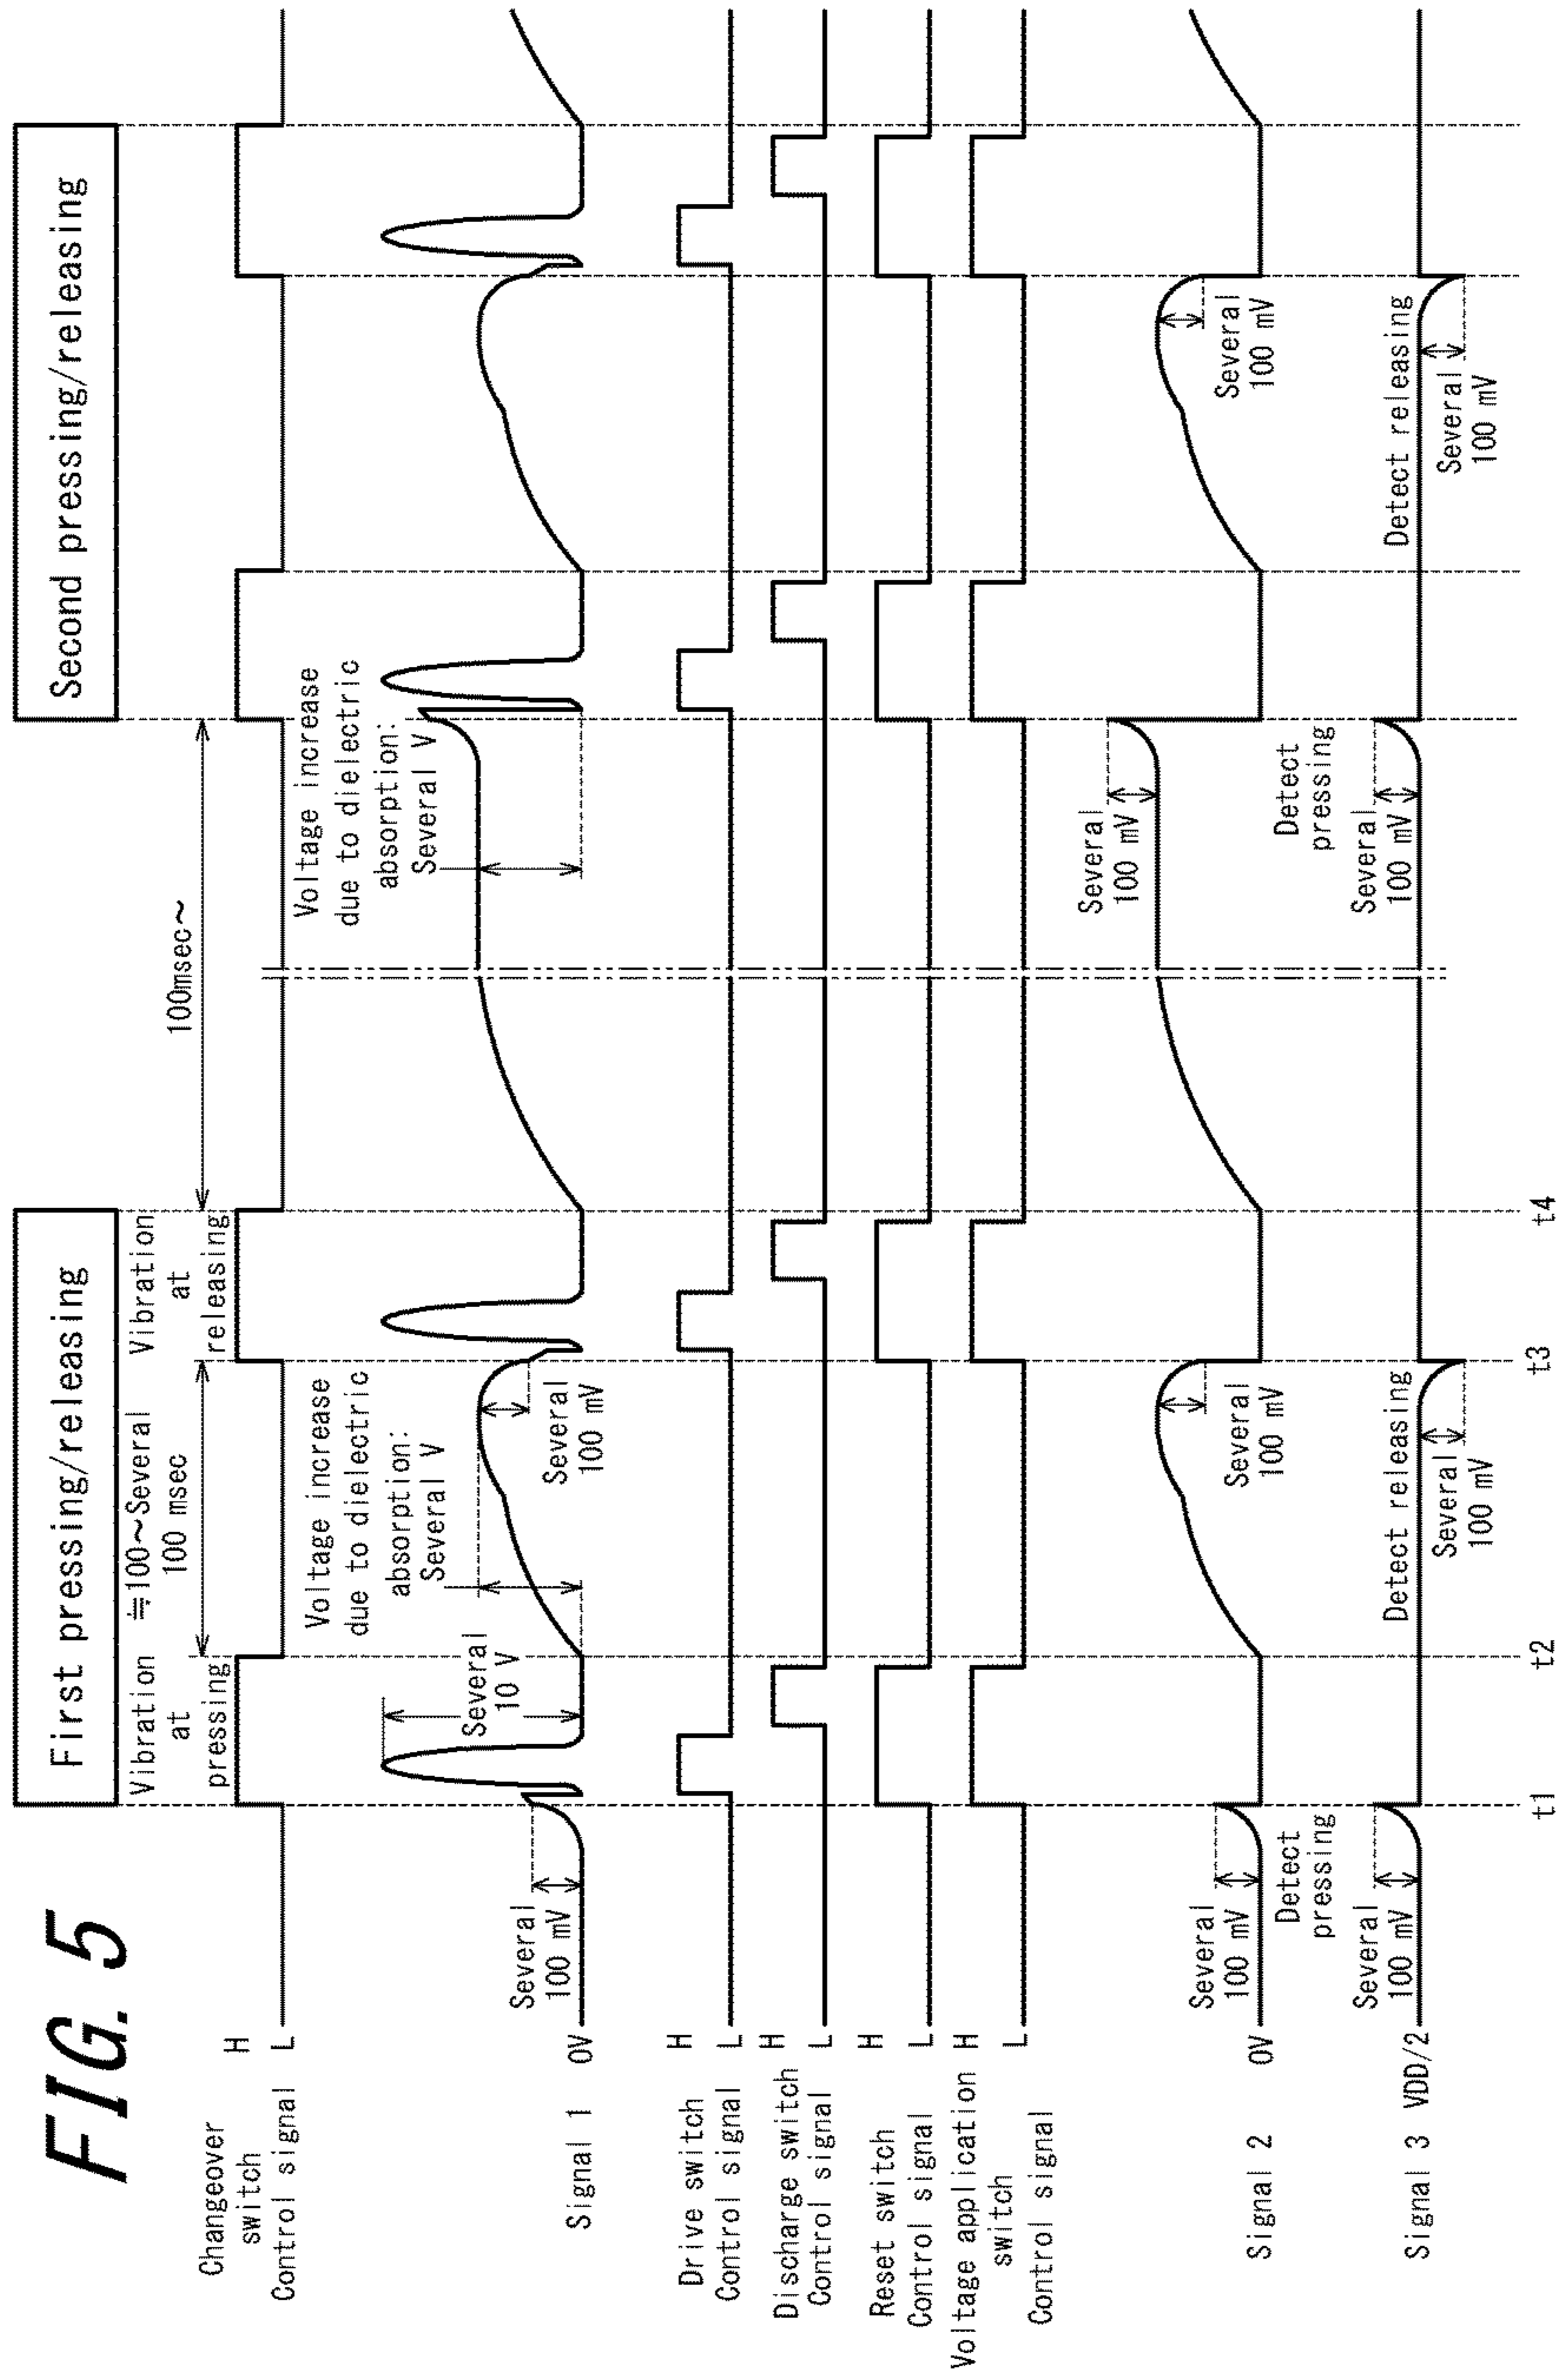 FIG. 5
First pressing/releasing
Second pressing/releasing
Vibration
at
pressing
≒100～Several
100 msec
Vibration
at
releasing
100msec～
Changeover
switch
Control signal
H
L
Voltage increase
due to dielectric
absorption:
Several V
Voltage increase
due to dielectric
absorption:
Several V
Several
100 mV
Several
10 V
Several
100 mV
Signal 1
0V
Drive switch
Control signal
H
L
Discharge switch
Control signal
H
L
Reset switch
Control signal
H
L
Voltage application
switch
Control signal
H
L
Several
100 mV
Several
100 mV
Several
100 mV
Several
100 mV
Signal 2
0V
Detect
pressing
Detect releasing
Detect
pressing
Detect releasing
Several
100 mV
Several
100 mV
Several
100 mV
Several
100 mV
Signal 3
VDD/2
t1
t2
t3
t4